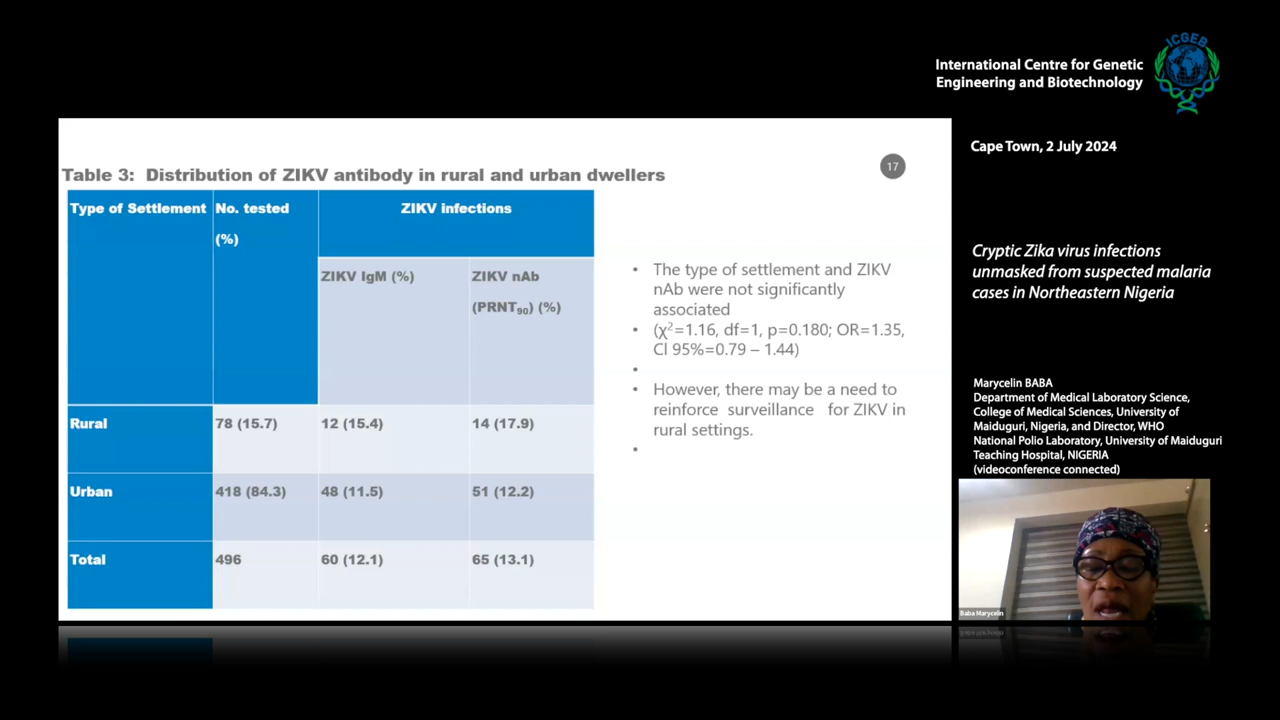 ICGEB
International Centre for Genetic
Engineering and Biotechnology
Cape Town, 2 July 2024
17
Table 3: Distribution of ZIKV antibody in rural and urban dwellers
Type of Settlement
No. tested
(%)
ZIKV infections
ZIKV IgM (%)
ZIKV nAb
(PRNT90) (%)
Rural
78 (15.7)
12 (15.4)
14 (17.9)
Urban
418 (84.3)
48 (11.5)
51 (12.2)
Total
496
60 (12.1)
65 (13.1)
• The type of settlement and ZIKV
nAb were not significantly
associated
• (χ²=1.16, df=1, p=0.180; OR=1.35,
CI 95%=0.79 – 1.44)
•
• However, there may be a need to
reinforce surveillance for ZIKV in
rural settings.
•
Cryptic Zika virus infections
unmasked from suspected malaria
cases in Northeastern Nigeria
Marycelin BABA
Department of Medical Laboratory Science,
College of Medical Sciences, University of
Maiduguri, Nigeria, and Director, WHO
National Polio Laboratory, University of Maiduguri
Teaching Hospital, NIGERIA
(videoconference connected)
Baba Marycelin